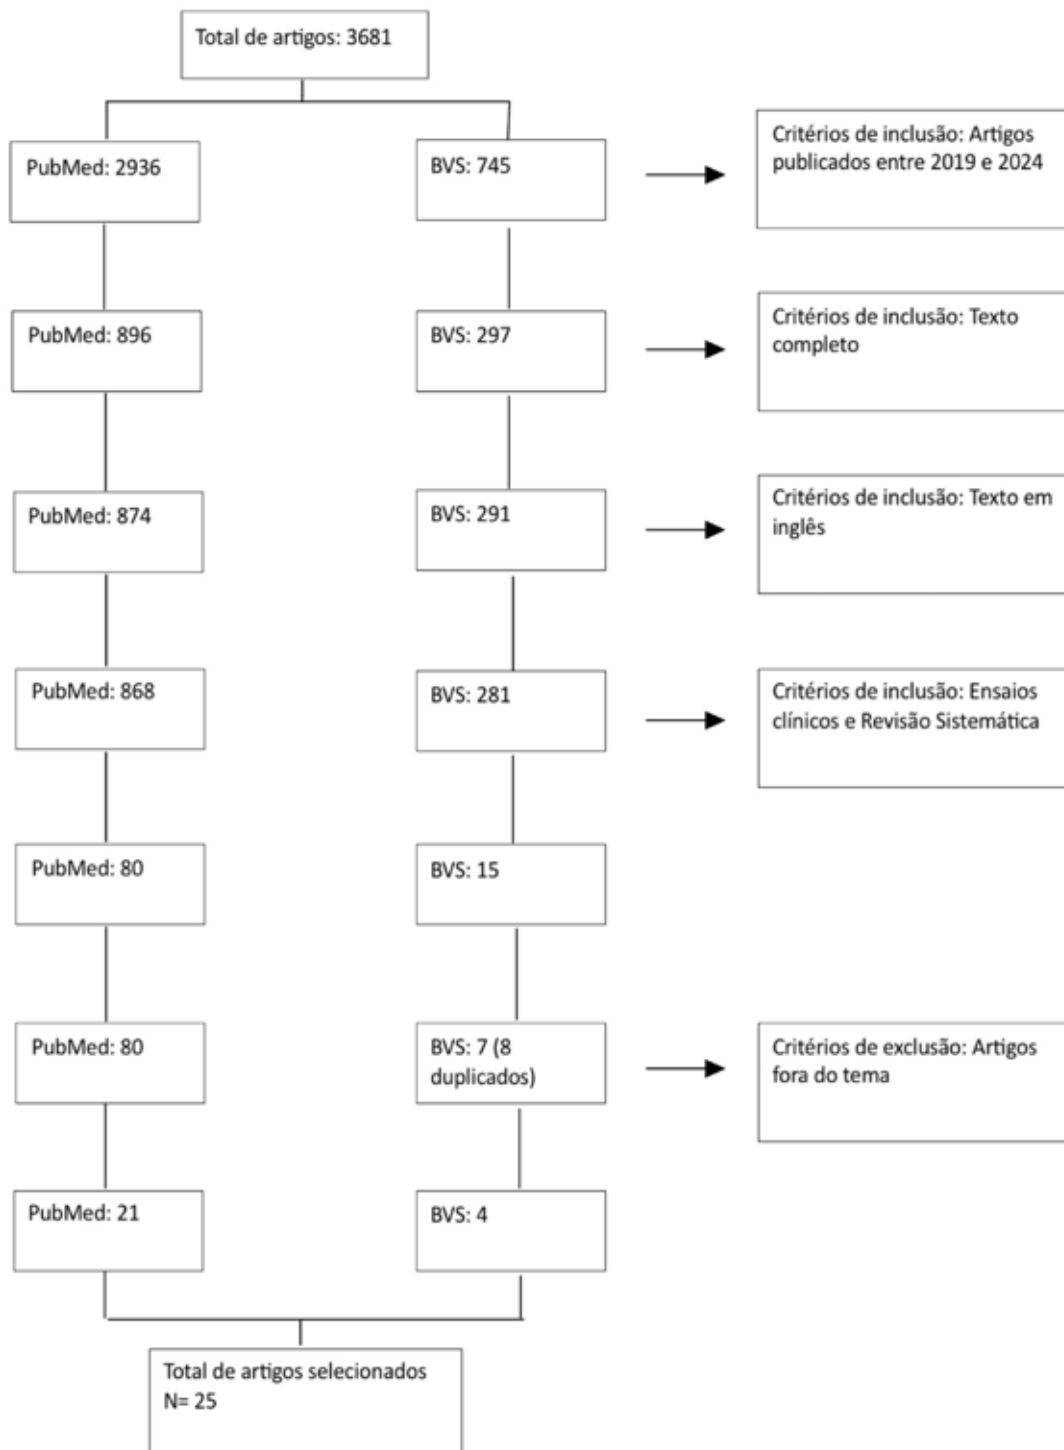 Total de artigos: 3681
PubMed: 2936
BVS: 745
Critérios de inclusão: Artigos
publicados entre 2019 e 2024
PubMed: 896
BVS: 297
Critérios de inclusão: Texto
completo
PubMed: 874
BVS: 291
Critérios de inclusão: Texto em
inglês
PubMed: 868
BVS: 281
Critérios de inclusão: Ensaios
clínicos e Revisão Sistemática
PubMed: 80
BVS: 15
PubMed: 80
BVS: 7 (8
duplicados)
Critérios de exclusão: Artigos
fora do tema
PubMed: 21
BVS: 4
Total de artigos selecionados
N= 25